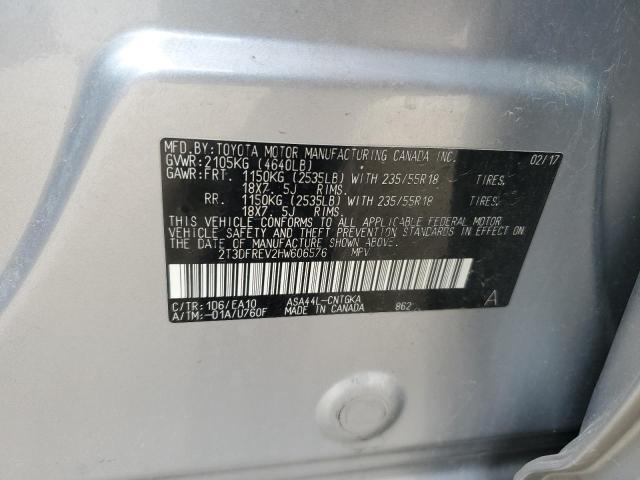 MFD.BY:TOYOTA MOTOR MANUFACTURING CANADA INC. 02/17
GVWR:2105KG (4640LB)
GAWR:FRT. 1150KG (2535LB) WITH 235/55R18 TIRES.
18X7. 5J RIMS.
RR. 1150KG (2535LB) WITH 235/55R18 TIRES.
18X7. 5J RIMS.
THIS VEHICLE CONFORMS TO ALL APPLICABLE FEDERAL MOTOR
VEHICLE SAFETY AND THEFT PREVENTION STANDARDS IN EFFECT ON
THE DATE OF MANUFACTURE SHOWN ABOVE.
2T3DFREV2HW606576 MPV
C/TR:1D6/EA10 ASA44L-CNTGKA
A/TM:-01A/U760F MADE IN CANADA 862 A